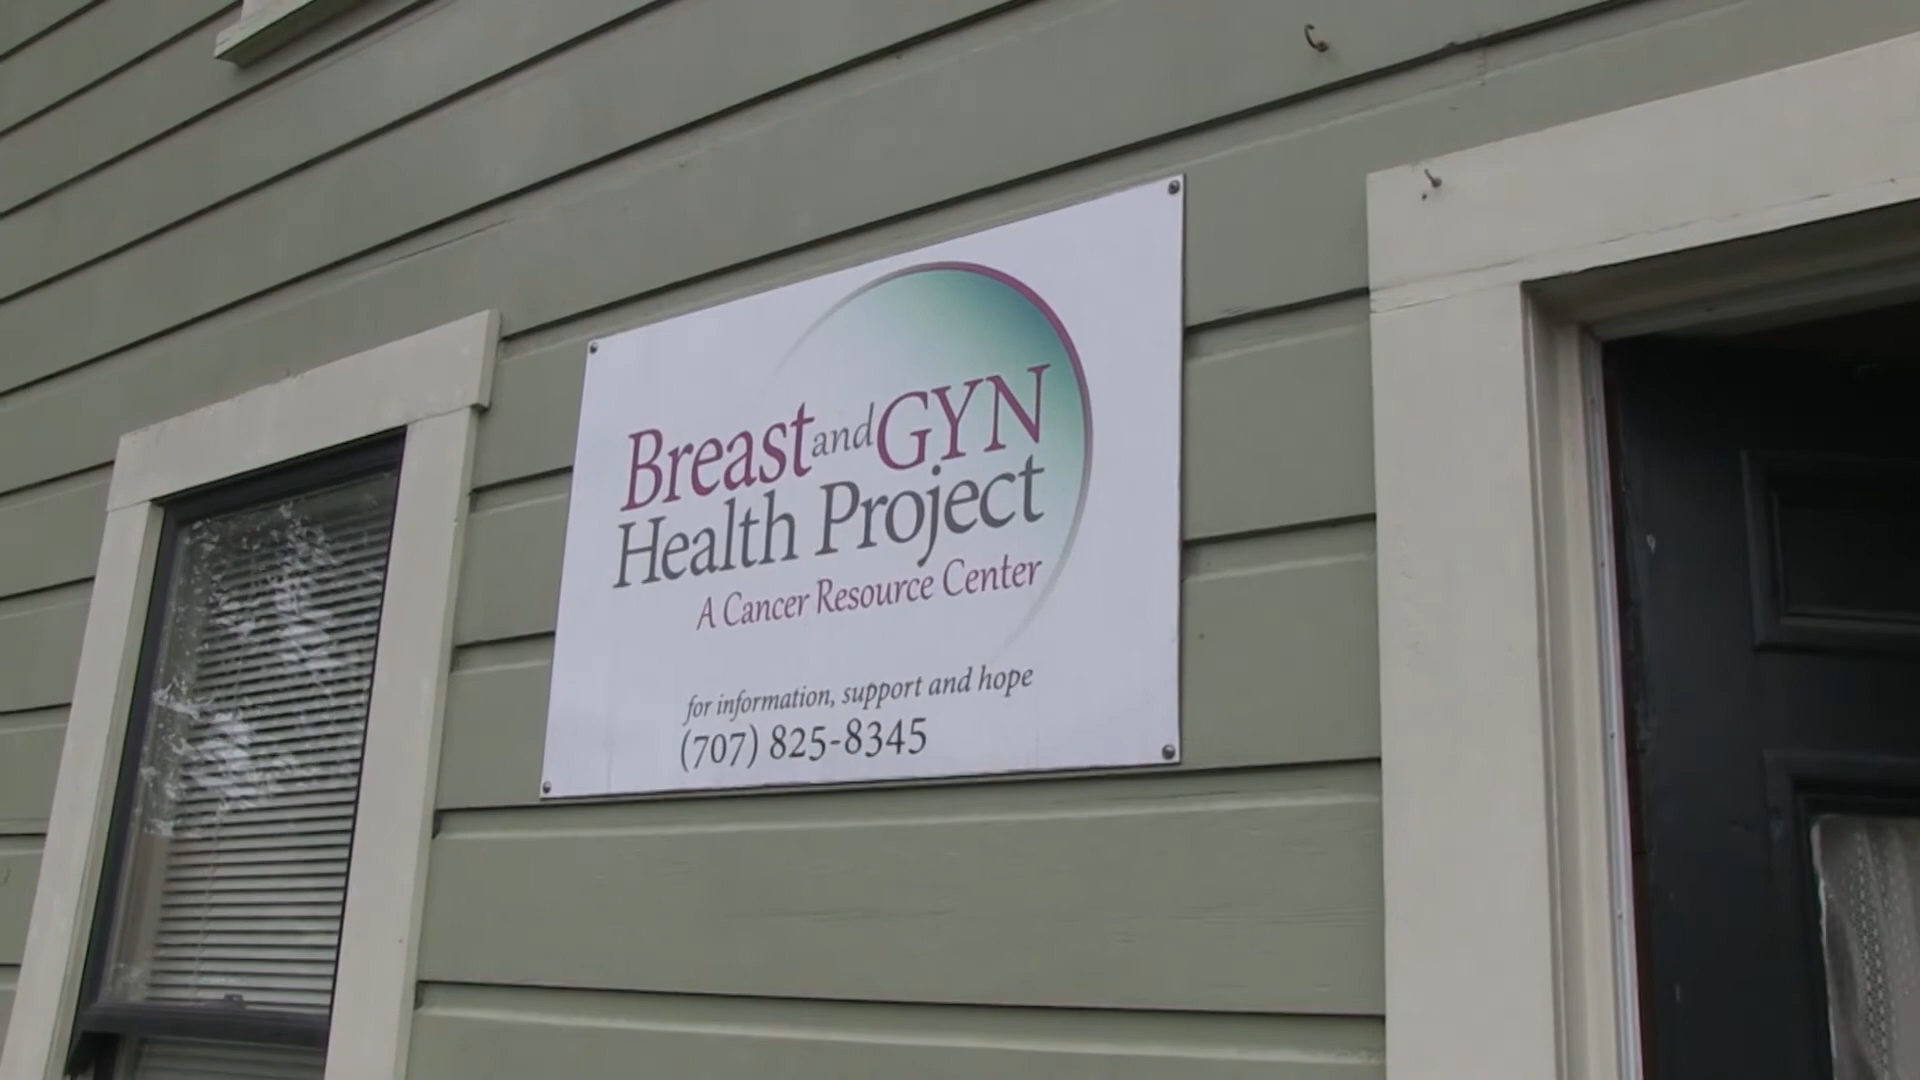 Breast and GYN
Health Project
A Cancer Resource Center
for information, support and hope
(707) 825-8345